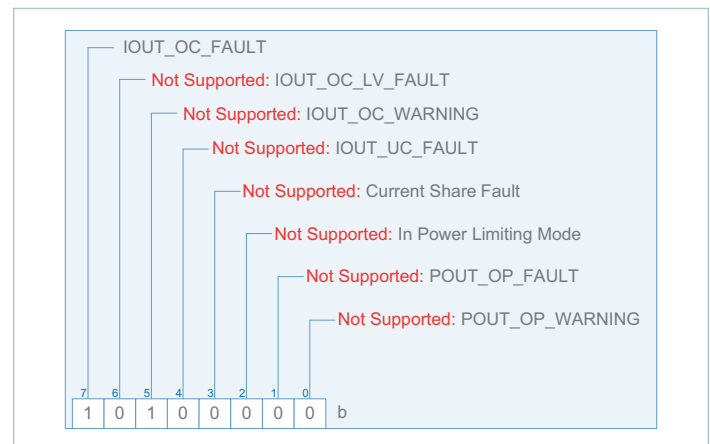 IOUT_OC_FAULT
Not Supported: IOUT_OC_LV_FAULT
Not Supported: IOUT_OC_WARNING
Not Supported: IOUT_UC_FAULT
Not Supported: Current Share Fault
Not Supported: In Power Limiting Mode
Not Supported: POUT_OP_FAULT
Not Supported: POUT_OP_WARNING
7 6 5 4 3 2 1 0
1 0 1 0 0 0 0 0 b